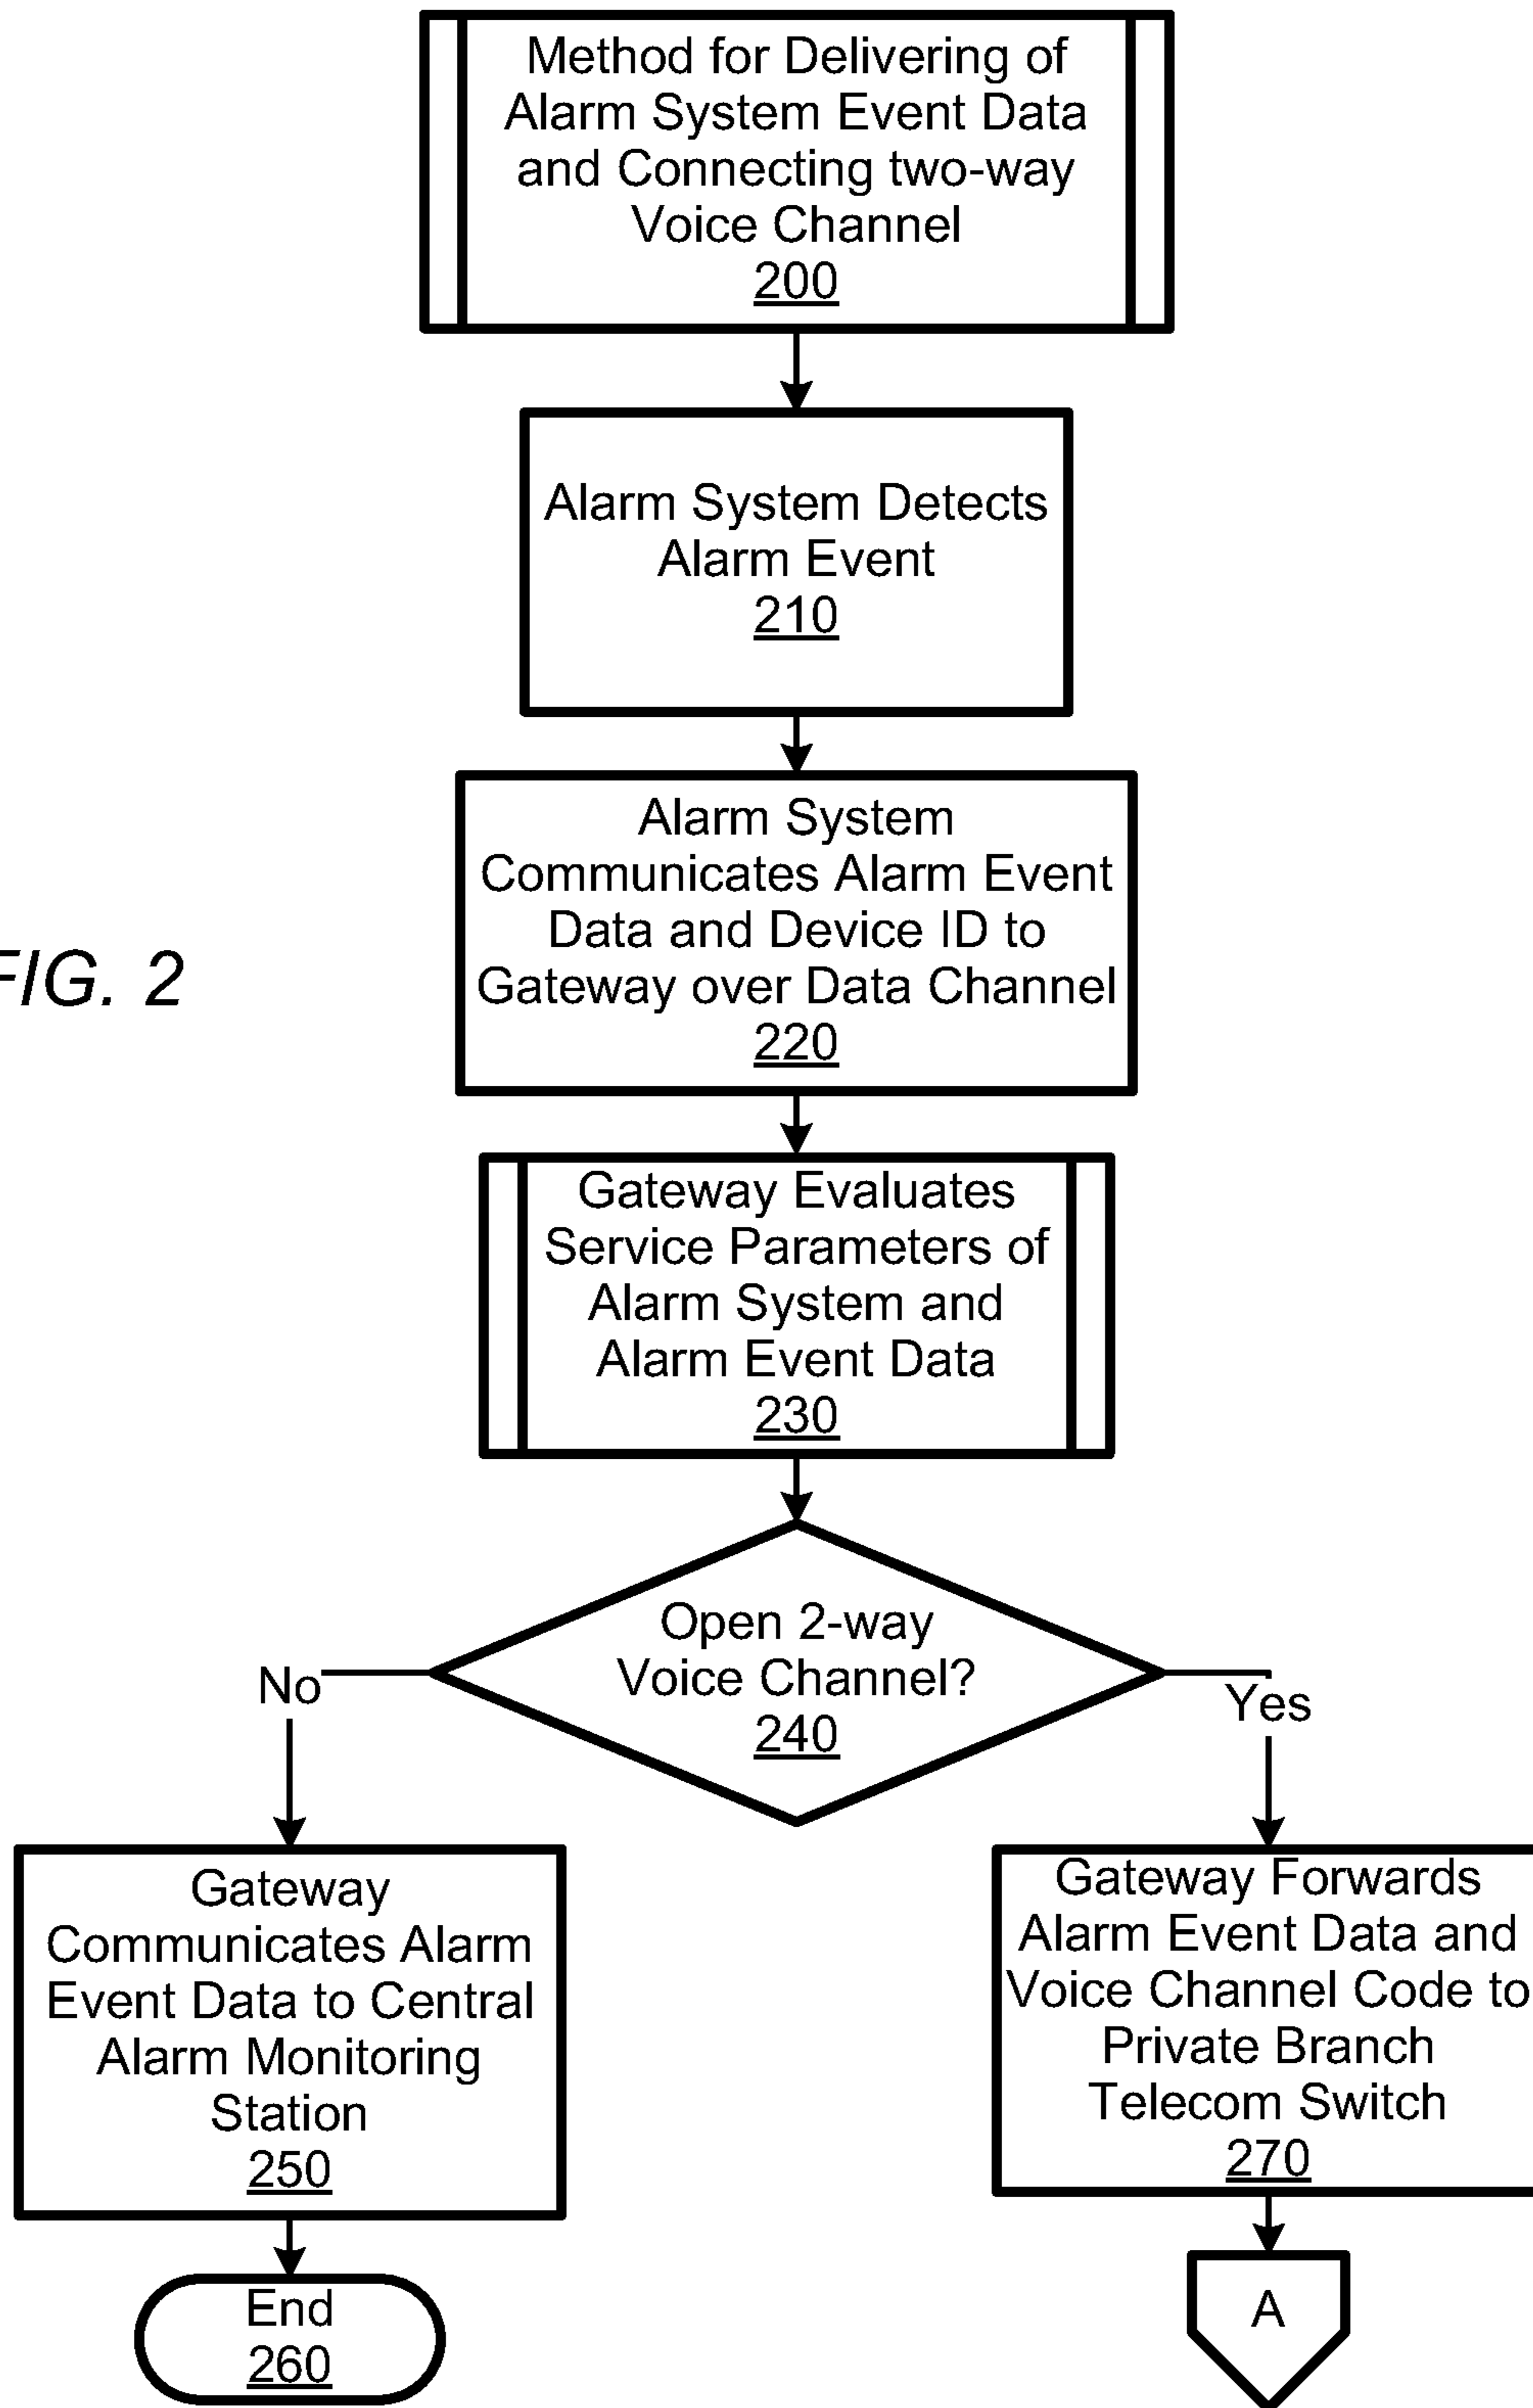 Method for Delivering of
Alarm System Event Data
and Connecting two-way
Voice Channel
200
Alarm System Detects
Alarm Event
210
Alarm System
Communicates Alarm Event
Data and Device ID to
Gateway over Data Channel
220
FIG. 2
Gateway Evaluates
Service Parameters of
Alarm System and
Alarm Event Data
230
Open 2-way
Voice Channel?
240
No
Yes
Gateway
Communicates Alarm
Event Data to Central
Alarm Monitoring
Station
250
Gateway Forwards
Alarm Event Data and
Voice Channel Code to
Private Branch
Telecom Switch
270
End
260
A